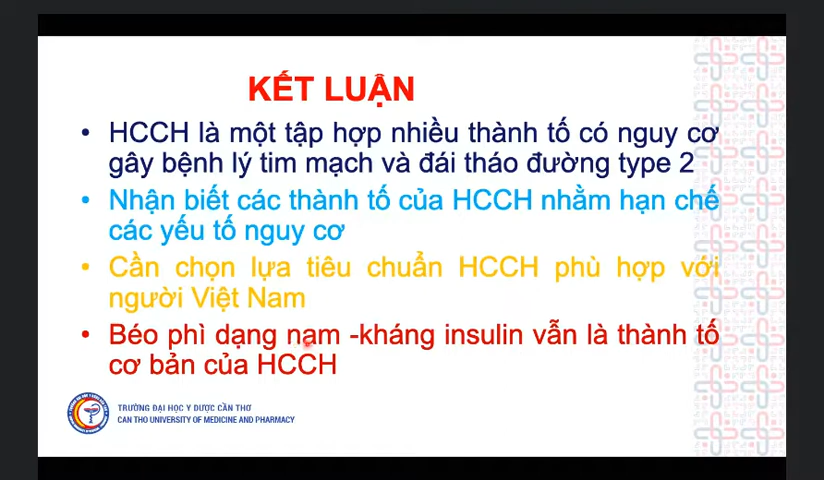 KẾT LUẬN
• HCCH là một tập hợp nhiều thành tố có nguy cơ
gây bệnh lý tim mạch và đái tháo đường type 2
• Nhận biết các thành tố của HCCH nhằm hạn chế
các yếu tố nguy cơ
• Cần chọn lựa tiêu chuẩn HCCH phù hợp với
người Việt Nam
• Béo phì dạng nam -kháng insulin vẫn là thành tố
cơ bản của HCCH
TRƯỜNG ĐẠI HỌC Y DƯỢC CẦN THƠ
CAN THO UNIVERSITY OF MEDICINE AND PHARMACY